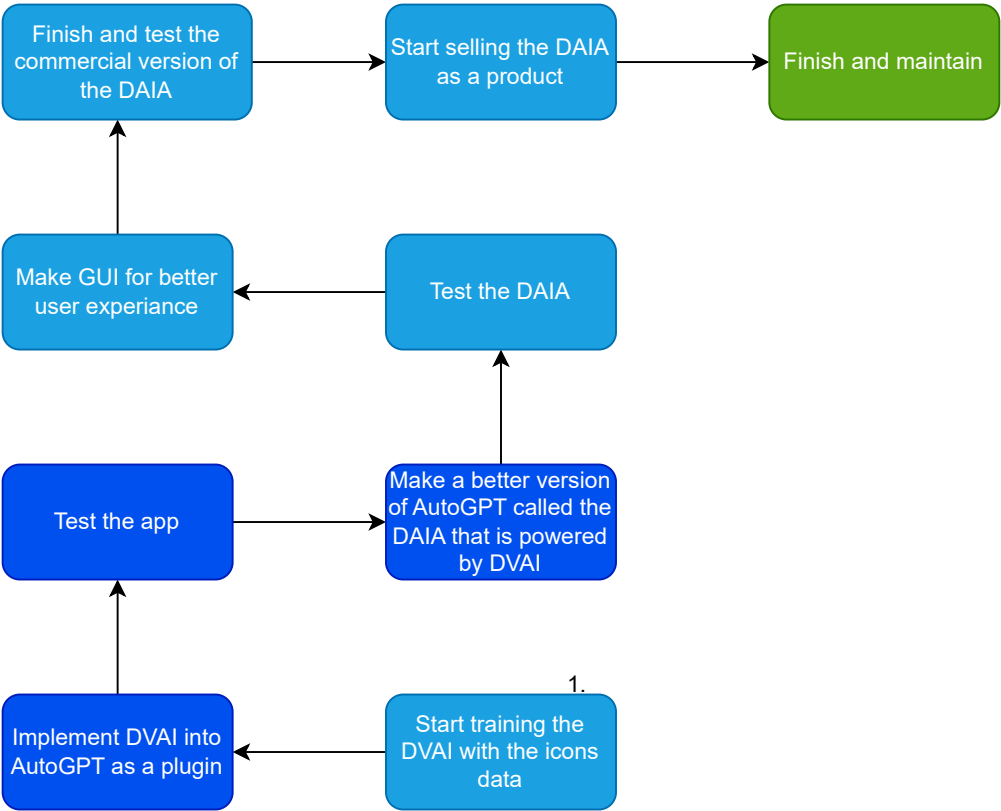 Finish and test the
commercial version of
the DAIA
Start selling the DAIA
as a product
Finish and maintain
Make GUI for better
user experiance
Test the DAIA
Test the app
Make a better version
of AutoGPT called the
DAIA that is powered
by DVAI
1.
Implement DVAI into
AutoGPT as a plugin
Start training the
DVAI with the icons
data